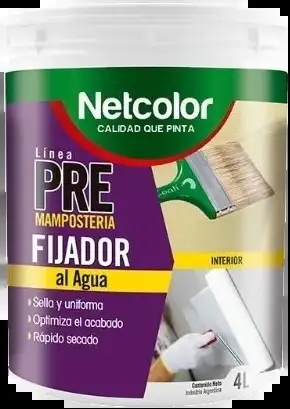 Netcolor
CALIDAD QUE PINTA
Línea
PRE
MAMPOSTERIA
FIJADOR
al Agua
Sella y uniforma
Optimiza el acabado
Rápido secado
INTERIOR
Contenido Neto
Industria Argentina
4L